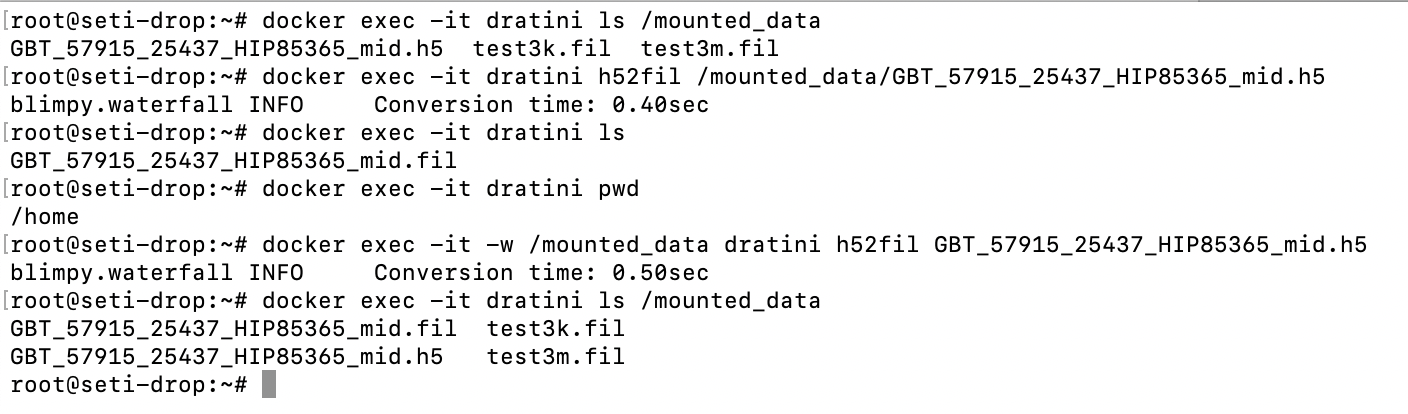 [root@seti-drop:~# docker exec -it dratini ls /mounted_data
GBT_57915_25437_HIP85365_mid.h5  test3k.fil  test3m.fil
[root@seti-drop:~# docker exec -it dratini h52fil /mounted_data/GBT_57915_25437_HIP85365_mid.h5
blimpy.waterfall INFO     Conversion time: 0.40sec
[root@seti-drop:~# docker exec -it dratini ls
GBT_57915_25437_HIP85365_mid.fil
[root@seti-drop:~# docker exec -it dratini pwd
/home
[root@seti-drop:~# docker exec -it -w /mounted_data dratini h52fil GBT_57915_25437_HIP85365_mid.h5
blimpy.waterfall INFO     Conversion time: 0.50sec
[root@seti-drop:~# docker exec -it dratini ls /mounted_data
GBT_57915_25437_HIP85365_mid.fil  test3k.fil
GBT_57915_25437_HIP85365_mid.h5   test3m.fil
root@seti-drop:~#